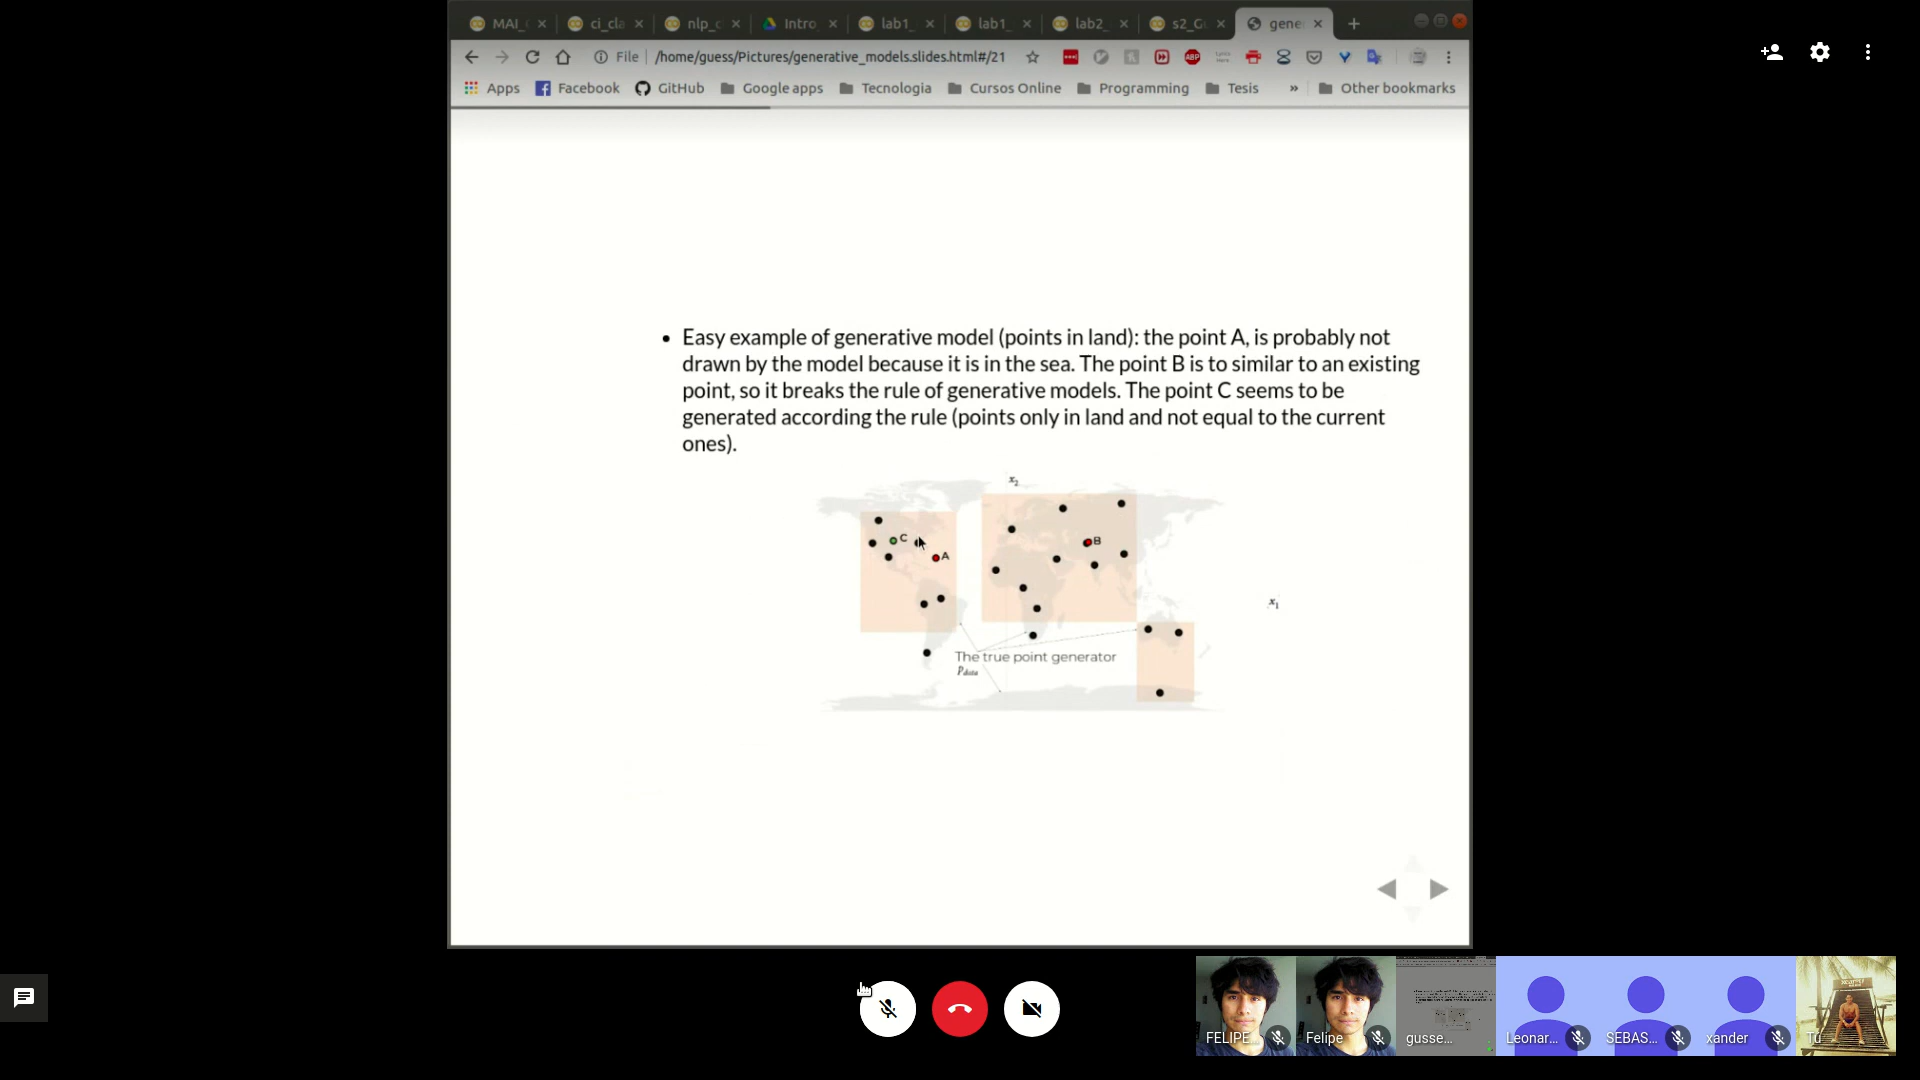 MAI_ ci_cla nlp_c Intro lab1_ lab1_ lab2_ s2_G gene
File /home/guess/Pictures/generative_models.slides.html#/21 ABP
Apps Facebook GitHub Google apps Tecnologia Cursos Online Programming Tesis » Other bookmarks
Easy example of generative model (points in land): the point A, is probably not
drawn by the model because it is in the sea. The point B is to similar to an existing
point, so it breaks the rule of generative models. The point C seems to be
generated according the rule (points only in land and not equal to the current
ones).
x2
C
B
A
x1
The true point generator
Pdata
FELIPE... Felipe gusse... Leonar... SEBAS... xander Tú